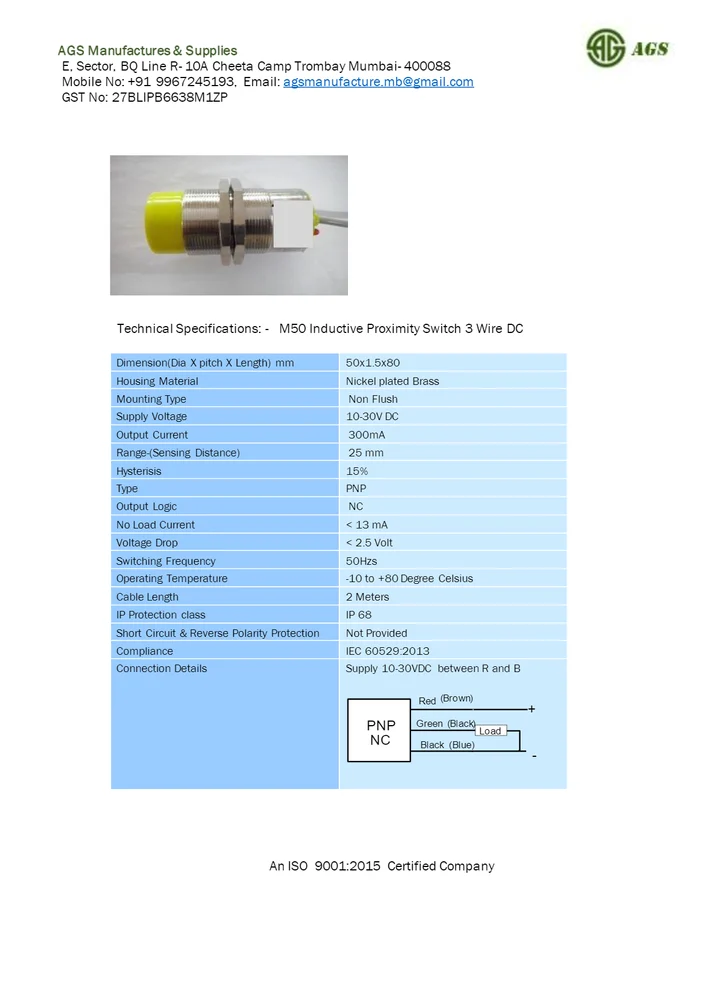 AGS Manufactures & Supplies
E, Sector, BQ Line R- 10A Cheeta Camp Trombay Mumbai- 400088
Mobile No: +91 9967245193, Email: agsmanufacture.mb@gmail.com
GST No: 27BLIPB6638M1ZP
AG AGS
Technical Specifications: - M50 Inductive Proximity Switch 3 Wire DC
Dimension(Dia X pitch X Length) mm 50x1.5x80
Housing Material Nickel plated Brass
Mounting Type Non Flush
Supply Voltage 10-30V DC
Output Current 300mA
Range-(Sensing Distance) 25 mm
Hysterisis 15%
Type PNP
Output Logic NC
No Load Current < 13 mA
Voltage Drop < 2.5 Volt
Switching Frequency 50Hzs
Operating Temperature -10 to +80 Degree Celsius
Cable Length 2 Meters
IP Protection class IP 68
Short Circuit & Reverse Polarity Protection Not Provided
Compliance IEC 60529:2013
Connection Details Supply 10-30VDC between R and B
Red (Brown)
+
PNP
NC
Green (Black)
Load
Black (Blue)
-
An ISO 9001:2015 Certified Company